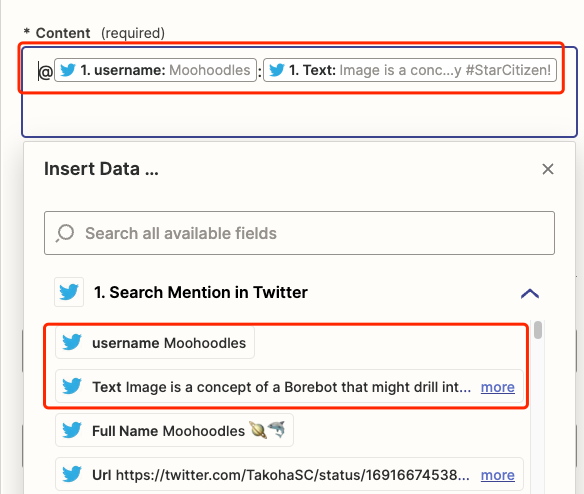 * Content (required)
@ 1. username: Moohoodles : 1. Text: Image is a conc...y #StarCitizen!
Insert Data ...
Search all available fields
1. Search Mention in Twitter
username Moohoodles
Text Image is a concept of a Borebot that might drill int... more
Full Name Moohoodles 🪐🦈
Url https://twitter.com/TakohaSC/status/16916674538... more